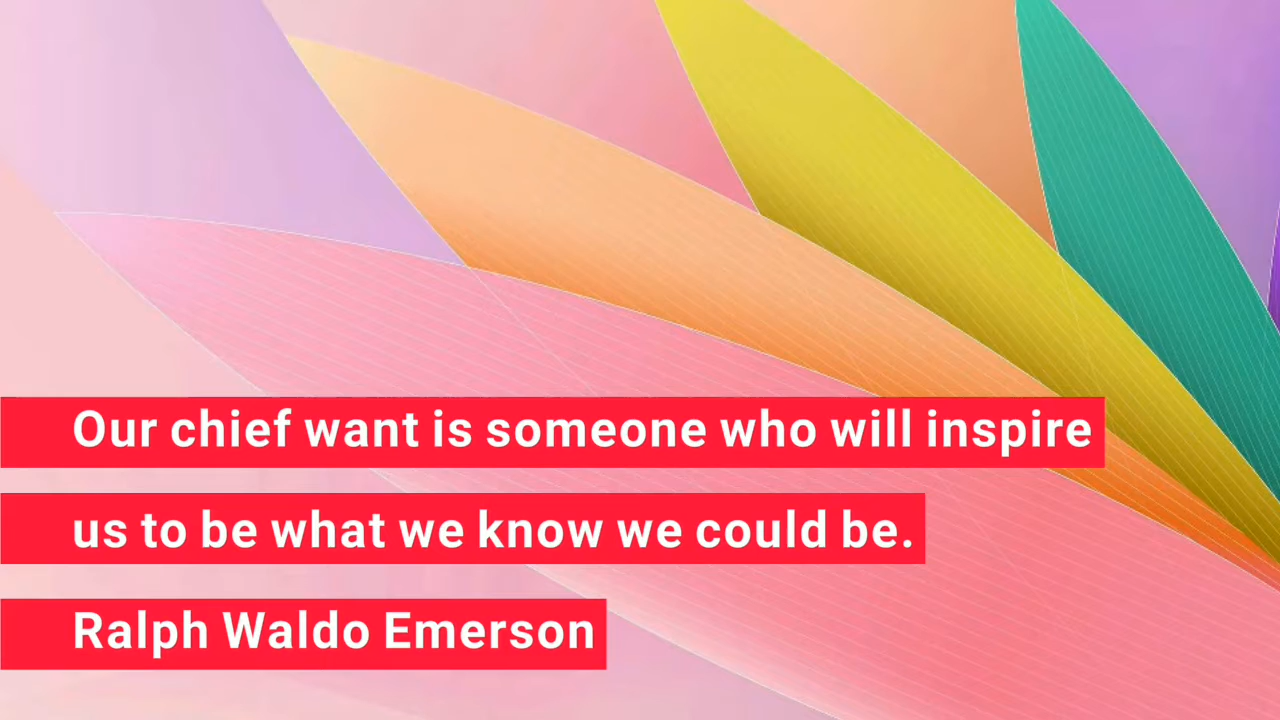 Our chief want is someone who will inspire
us to be what we know we could be.
Ralph Waldo Emerson